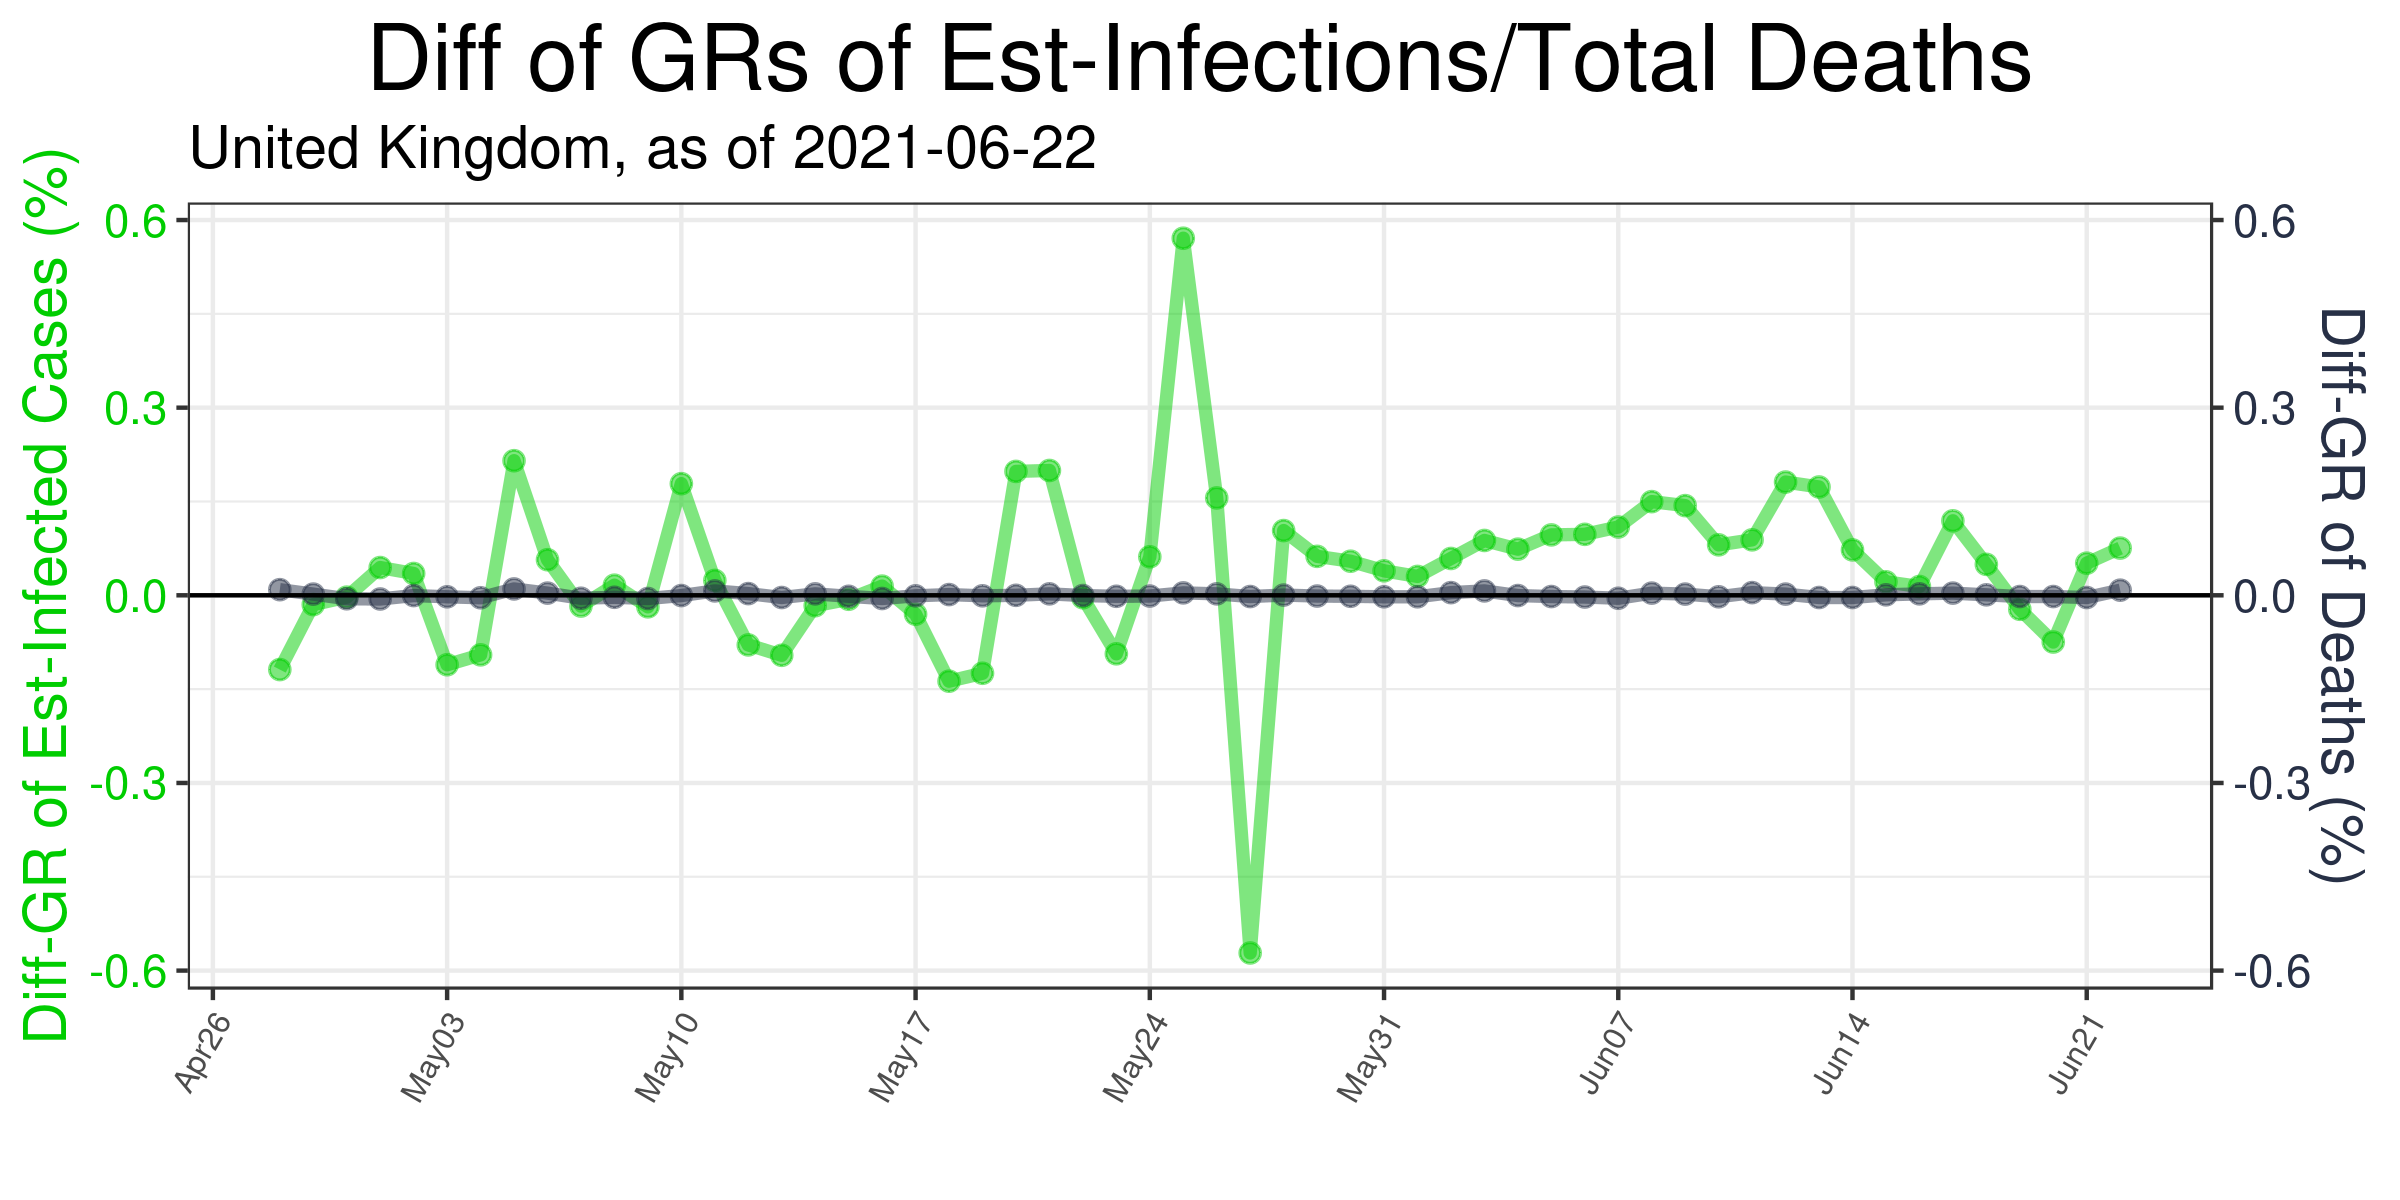 Diff of GRs of Est-Infections/Total Deaths
United Kingdom, as of 2021-06-22
Diff-GR of Est-Infected Cases (%)
0.6
0.3
0.0
-0.3
-0.6
0.6
0.3
0.0
-0.3
-0.6
Diff-GR of Deaths (%)
Apr26
May03
May10
May17
May24
May31
Jun07
Jun14
Jun21